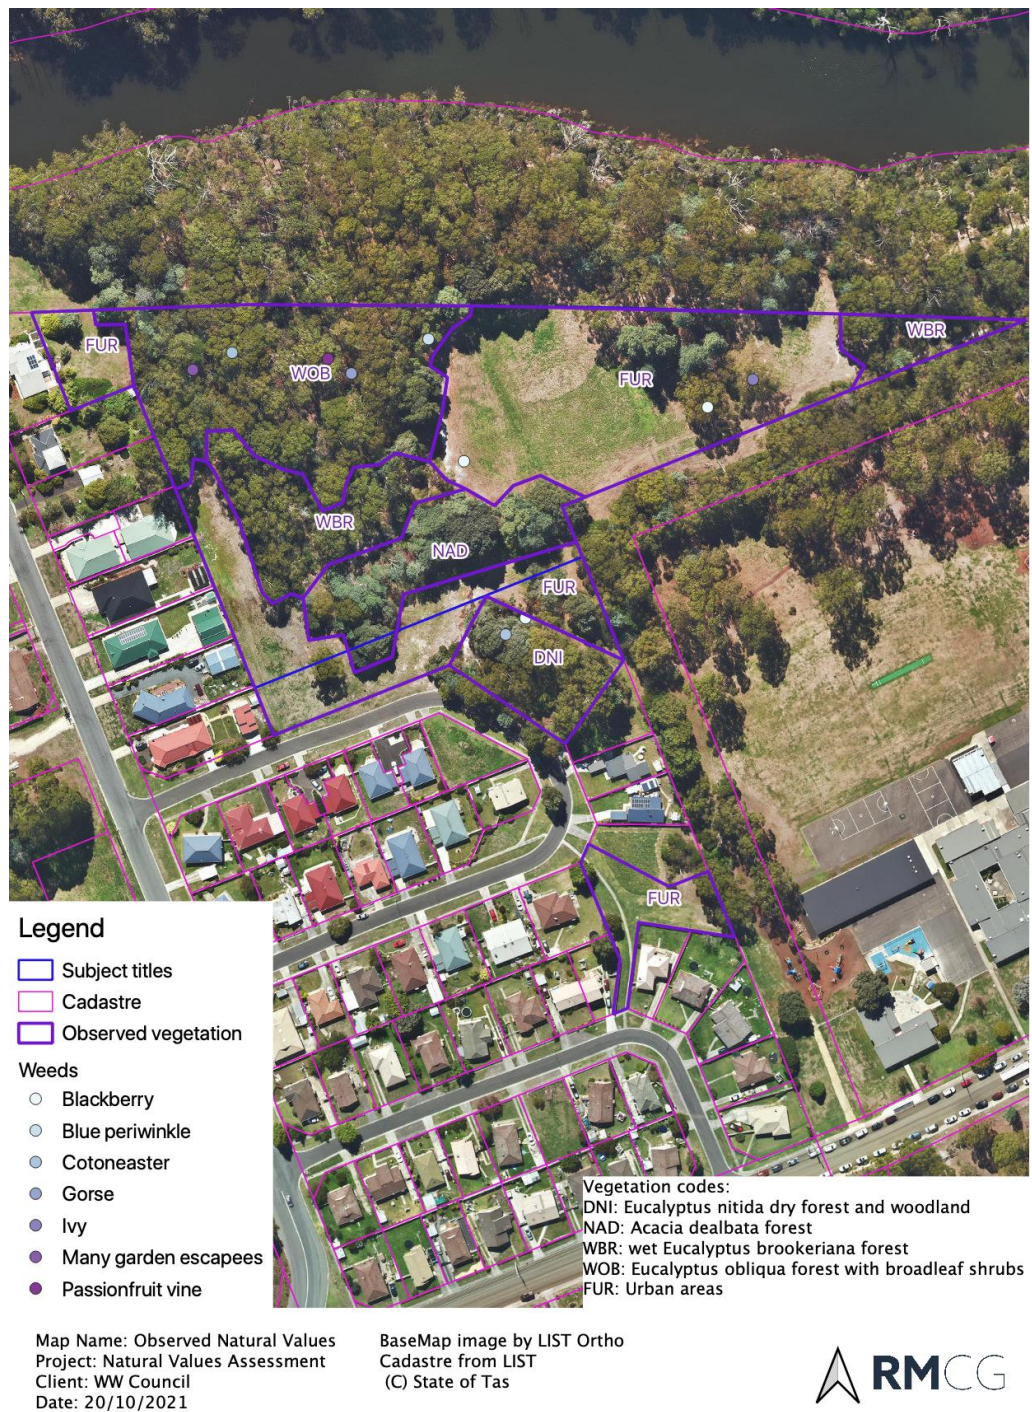 FUR
WBR
WOB
FUR
WBR
NAD
FUR
DNI
FUR
Legend
Subject titles
Cadastre
Observed vegetation
Weeds
Blackberry
Blue periwinkle
Cotoneaster
Gorse
Ivy
Many garden escapees
Passionfruit vine
Vegetation codes:
DNI: Eucalyptus nitida dry forest and woodland
NAD: Acacia dealbata forest
WBR: wet Eucalyptus brookeriana forest
WOB: Eucalyptus obliqua forest with broadleaf shrubs
FUR: Urban areas
Map Name: Observed Natural Values
Project: Natural Values Assessment
Client: WW Council
Date: 20/10/2021
BaseMap image by LIST Ortho
Cadastre from LIST
(C) State of Tas
RMCG